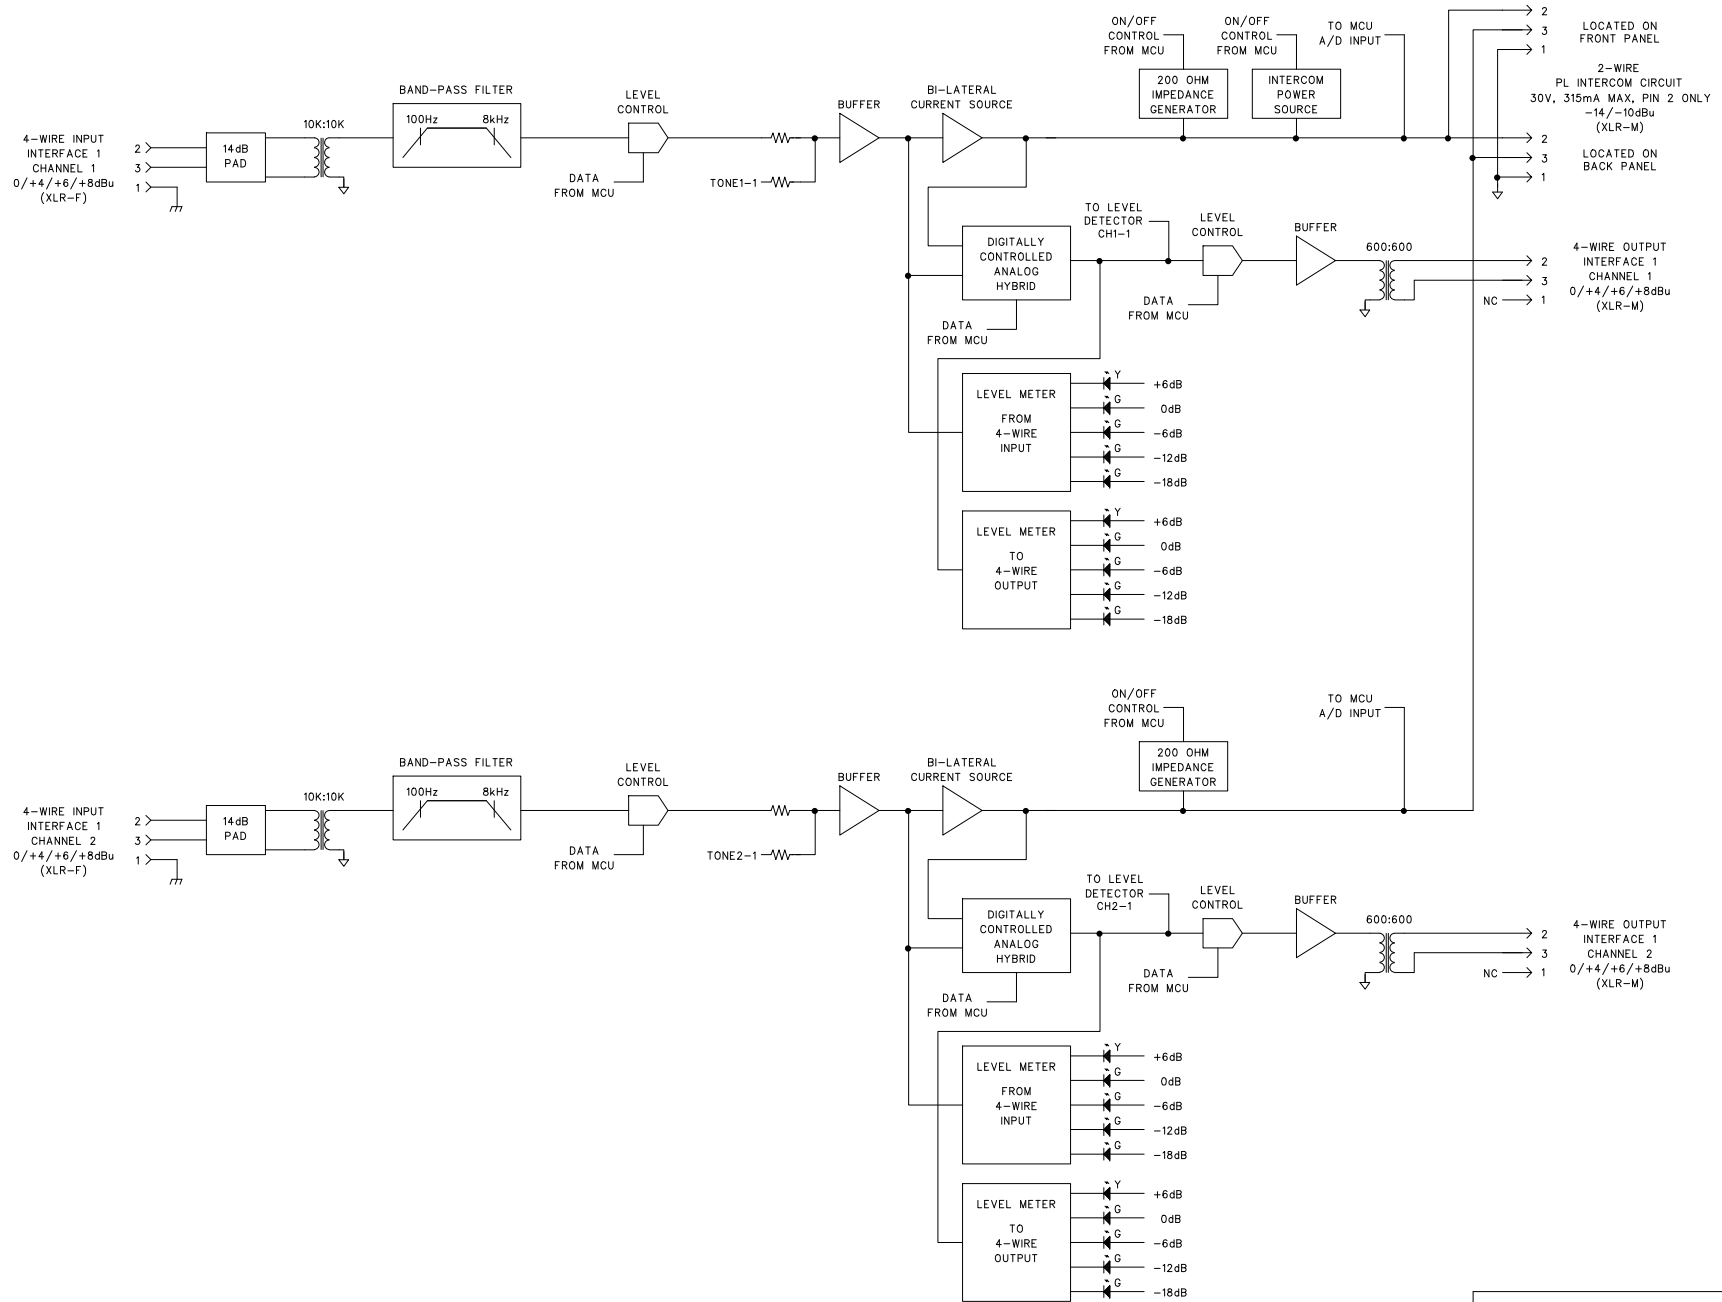 ON/OFF
CONTROL
FROM MCU
ON/OFF
CONTROL
FROM MCU
TO MCU
A/D INPUT
2
3
1
LOCATED ON
FRONT PANEL
2-WIRE
PL INTERCOM CIRCUIT
30V, 315mA MAX, PIN 2 ONLY
-14/-10dBu
(XLR-M)
2
3
1
LOCATED ON
BACK PANEL
4-WIRE INPUT
INTERFACE 1
CHANNEL 1
0/+4/+6/+8dBu
(XLR-F)
2
3
1
14dB
PAD
10K:10K
BAND-PASS FILTER
100Hz
8kHz
LEVEL
CONTROL
DATA
FROM MCU
TONE1-1
BUFFER
BI-LATERAL
CURRENT SOURCE
200 OHM
IMPEDANCE
GENERATOR
INTERCOM
POWER
SOURCE
DIGITALLY
CONTROLLED
ANALOG
HYBRID
DATA
FROM MCU
TO LEVEL
DETECTOR
CH1-1
LEVEL
CONTROL
DATA
FROM MCU
BUFFER
600:600
2
3
NC
1
4-WIRE OUTPUT
INTERFACE 1
CHANNEL 1
0/+4/+6/+8dBu
(XLR-M)
LEVEL METER
FROM
4-WIRE
INPUT
Y +6dB
G 0dB
G -6dB
G -12dB
G -18dB
LEVEL METER
TO
4-WIRE
OUTPUT
Y +6dB
G 0dB
G -6dB
G -12dB
G -18dB
ON/OFF
CONTROL
FROM MCU
TO MCU
A/D INPUT
4-WIRE INPUT
INTERFACE 1
CHANNEL 2
0/+4/+6/+8dBu
(XLR-F)
2
3
1
14dB
PAD
10K:10K
BAND-PASS FILTER
100Hz
8kHz
LEVEL
CONTROL
DATA
FROM MCU
TONE2-1
BUFFER
BI-LATERAL
CURRENT SOURCE
200 OHM
IMPEDANCE
GENERATOR
DIGITALLY
CONTROLLED
ANALOG
HYBRID
DATA
FROM MCU
TO LEVEL
DETECTOR
CH2-1
LEVEL
CONTROL
DATA
FROM MCU
BUFFER
600:600
2
3
NC
1
4-WIRE OUTPUT
INTERFACE 1
CHANNEL 2
0/+4/+6/+8dBu
(XLR-M)
LEVEL METER
FROM
4-WIRE
INPUT
Y +6dB
G 0dB
G -6dB
G -12dB
G -18dB
LEVEL METER
TO
4-WIRE
OUTPUT
Y +6dB
G 0dB
G -6dB
G -12dB
G -18dB